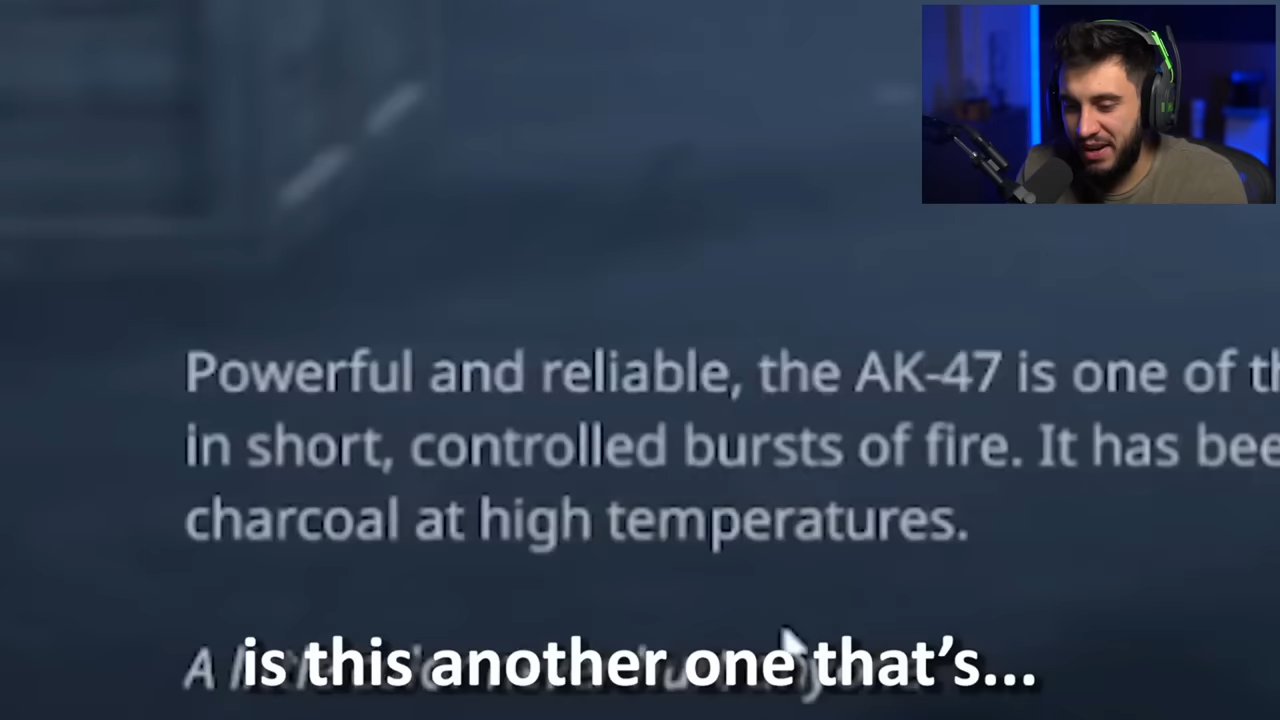 Powerful and reliable, the AK-47 is one of th
in short, controlled bursts of fire. It has bee
charcoal at high temperatures.
A
is this another one that's...